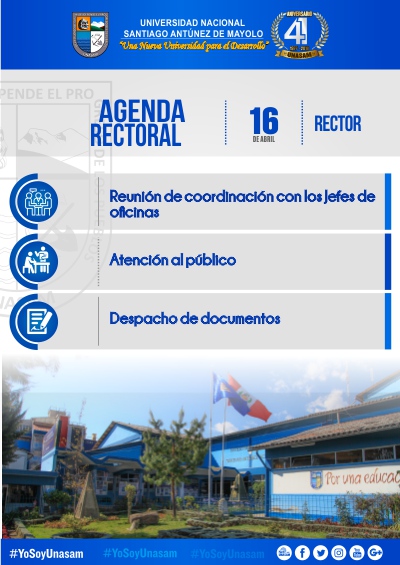 UNIVERSIDAD NACIONAL
SANTIAGO ANTÚNEZ DE MAYOLO
"Una Nueva Universidad para el Desarrollo"
ANIVERSARIO
41
UNASAM
PENDE EL PRO
AGENDA
RECTORAL
16
DE ABRIL
RECTOR
Reunión de coordinación con los Jefes de
oficinas
Atención al público
Despacho de documentos
Por una educac
#YoSoyUnasam
#YoSoyUnasam
#YoSoyUnasam